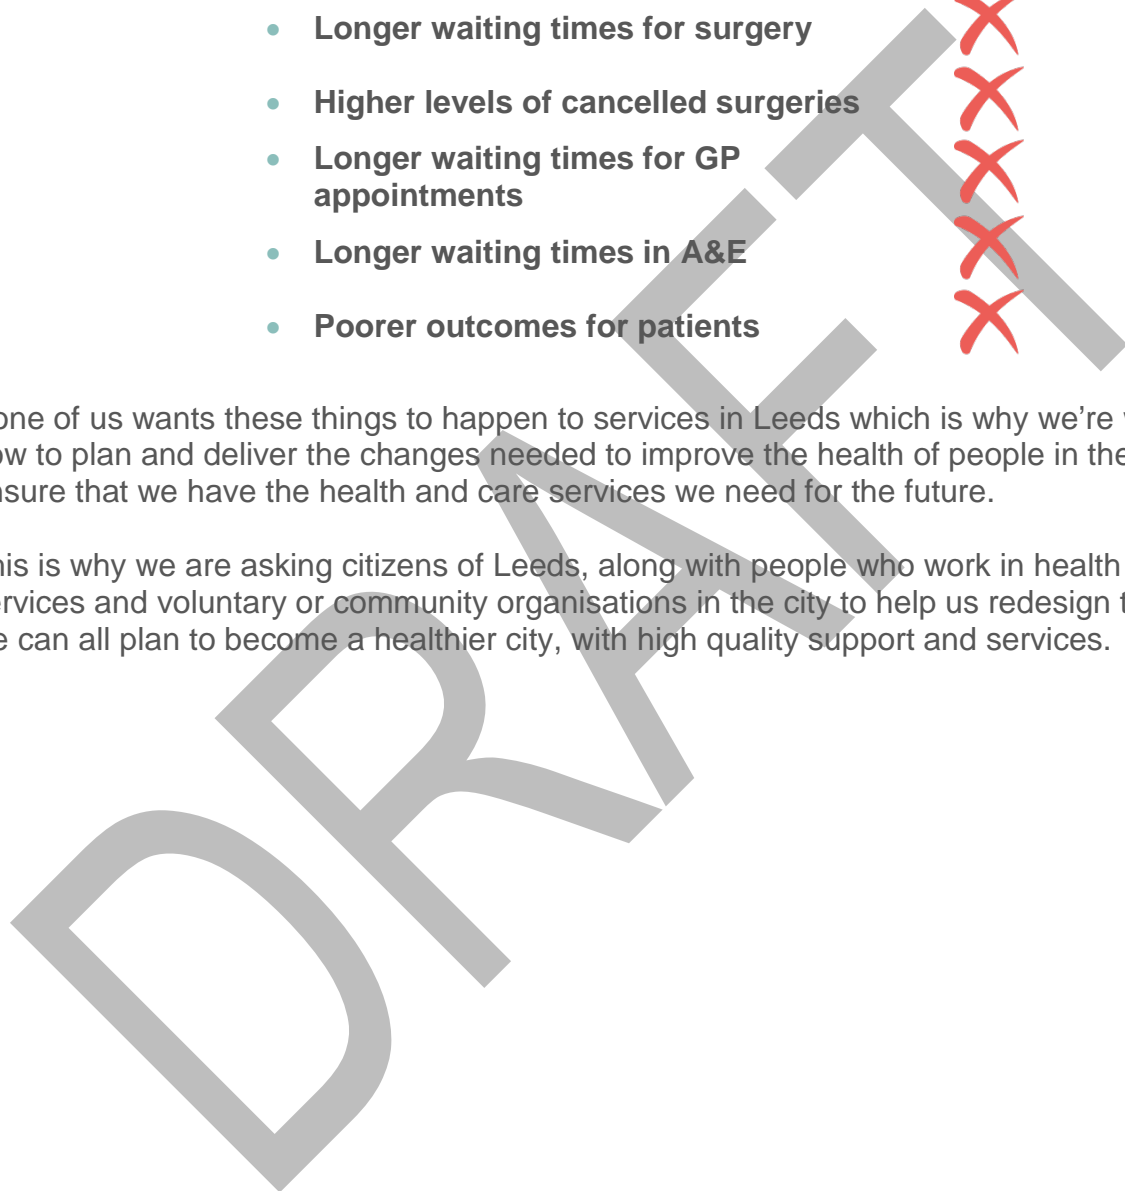 • Longer waiting times for surgery
• Higher levels of cancelled surgeries
• Longer waiting times for GP
appointments
• Longer waiting times in A&E
• Poorer outcomes for patients
one of us wants these things to happen to services in Leeds which is why we're
ow to plan and deliver the changes needed to improve the health of people in the
nsure that we have the health and care services we need for the future.
his is why we are asking citizens of Leeds, along with people who work in health
ervices and voluntary or community organisations in the city to help us redesign
e can all plan to become a healthier city, with high quality support and services.
DRAFT